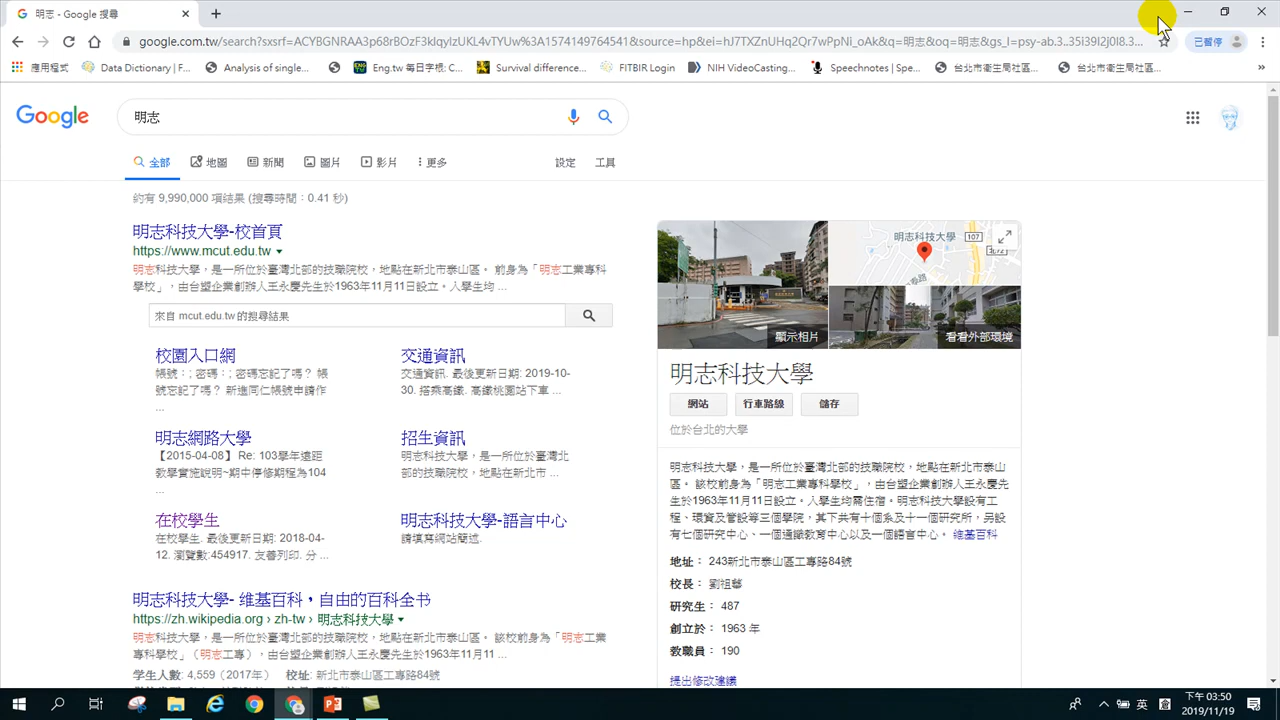 明志 - Google 搜尋
google.com.tw/search?sxsrf=ACYBGNRAA3p68rBOzF3klqyZXL4vTYUw%3A1574149764541&source=hp&ei=hJ7TXZnUHq2Qr7wPpNi_oAk&q=明志&oq=明志&gs_l=psy-ab.3..35i39l2j0l8.3...
已暫停
應用程式
Data Dictionary | F...
Analysis of single...
Eng.tw 每日字桃; C...
Survival difference...
FITBIR Login
NIH VideoCasting...
Speechnotes | Spe...
台北市衛生局社區...
台北市衛生局社區...
»
Google
明志
全部
地圖
新聞
圖片
影片
更多
設定
工具
約有 9,990,000 項結果 (搜尋時間：0.41 秒)
明志科技大學-校首頁
https://www.mcut.edu.tw
明志科技大學，是一所位於臺灣北部的技職院校，地點在新北市泰山區。 前身為「明志工業專科
學校」，由台塑企業創辦人王永慶先生於1963年11月11日設立。入學生均 ...
來自 mcut.edu.tw 的搜尋結果
校園入口網
帳號：; 密碼：; 密碼忘記了嗎？ 帳
號忘記了嗎？ 新進同仁帳號申請作
...
交通資訊
交通資訊. 最後更新日期: 2019-10-
30. 搭乘高鐵. 高鐵桃園站下車 ...
明志網路大學
【2015-04-08】 Re: 103學年遠距
教學實施說明~期中停修期程為104
...
招生資訊
明志科技大學，是一所位於臺灣北
部的技職院校，地點在新北市 ...
在校學生
在校學生. 最後更新日期: 2018-04-
12. 瀏覽數:454917. 友善列印. 分 ...
明志科技大學-語言中心
請填寫網站簡述.
明志科技大學- 维基百科，自由的百科全书
https://zh.wikipedia.org › zh-tw › 明志科技大學
明志科技大學，是一所位於臺灣北部的技職院校，地點在新北市泰山區。 該校前身為「明志工業
專科學校」（明志工專），由台塑企業創辦人王永慶先生於1963年11月11 ...
学生人數: 4,559（2017年） 校址: 新北市泰山區工專路84號
明志科技大學
107
顯示相片
看看外部環境
明志科技大學
網站
行車路線
儲存
位於台北的大學
明志科技大學，是一所位於臺灣北部的技職院校，地點在新北市泰山
區。 該校前身為「明志工業專科學校」，由台塑企業創辦人王永慶先
生於1963年11月11日設立。入學生均需住宿。明志科技大學設有工
程、環資及管設等三個學院，其下共有十個系及十一個研究所，另設
有七個研究中心、一個通識教育中心以及一個語言中心。 維基百科
地址： 243新北市泰山區工專路84號
校長： 劉祖華
研究生： 487
創立於： 1963 年
教職員： 190
提出修改建議
英
下午 03:50
2019/11/19